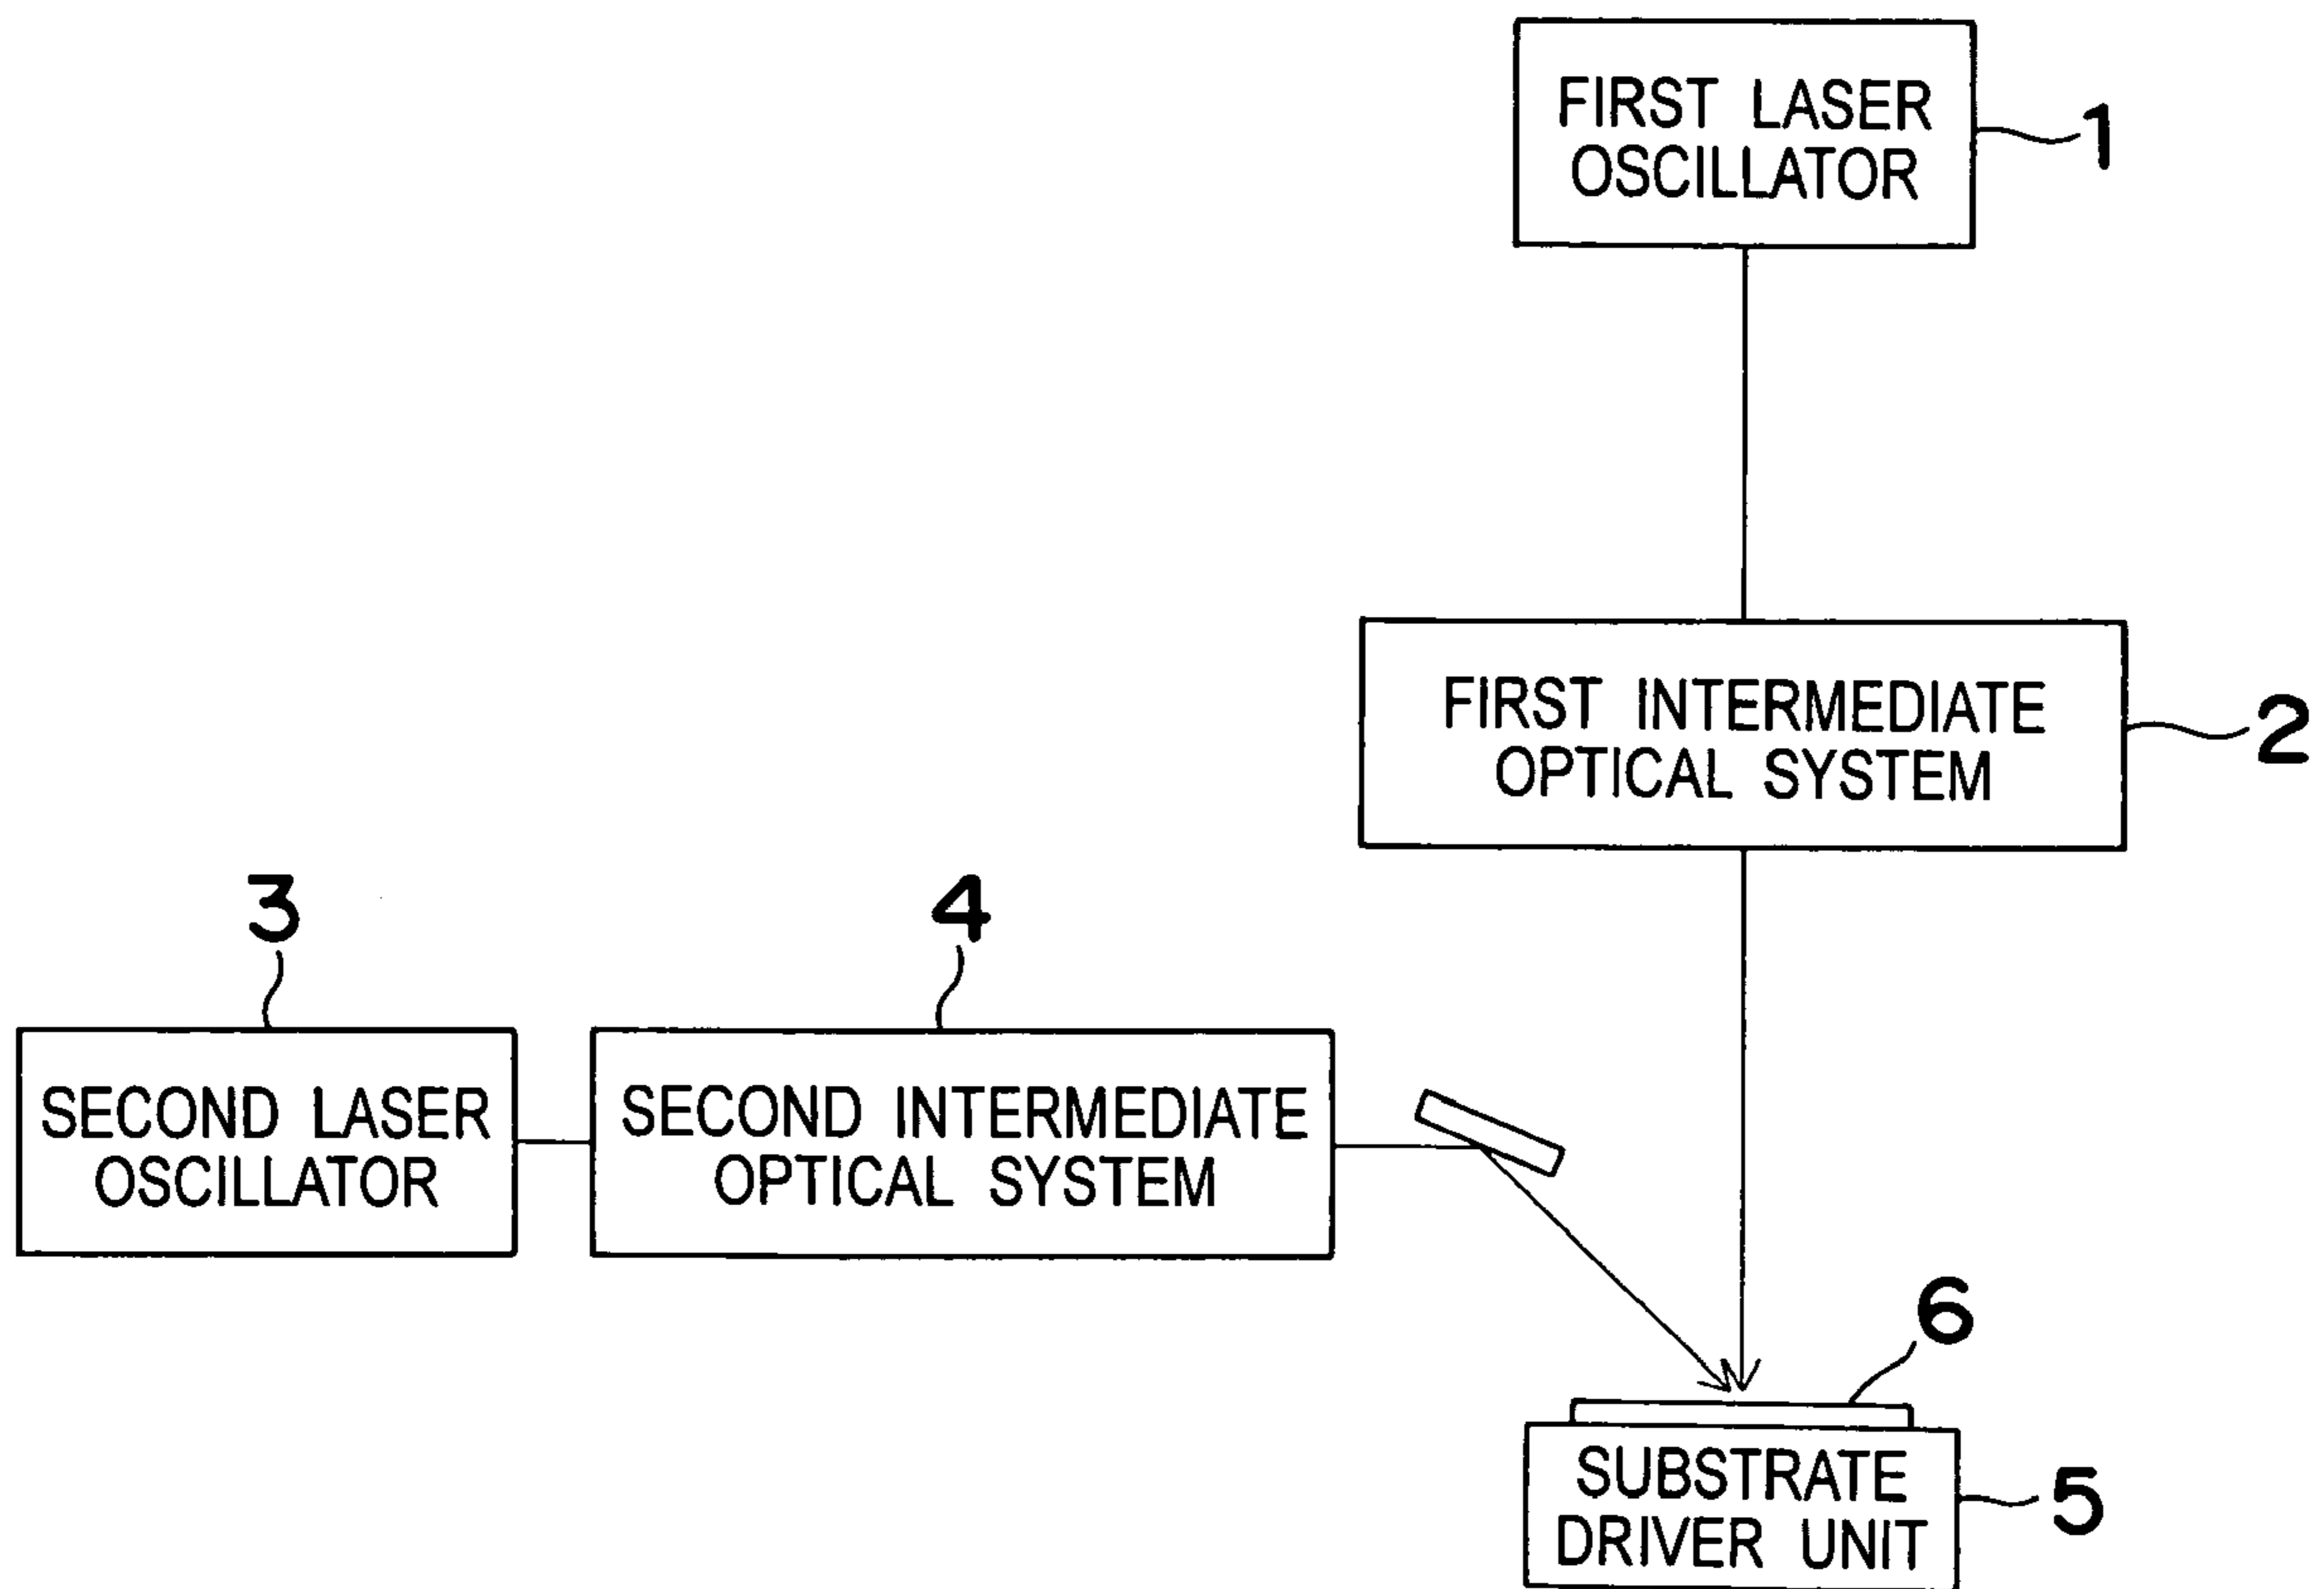 FIRST LASER
OSCILLATOR
1
FIRST INTERMEDIATE
OPTICAL SYSTEM
2
3
4
SECOND LASER
OSCILLATOR
SECOND INTERMEDIATE
OPTICAL SYSTEM
6
SUBSTRATE
DRIVER UNIT
5